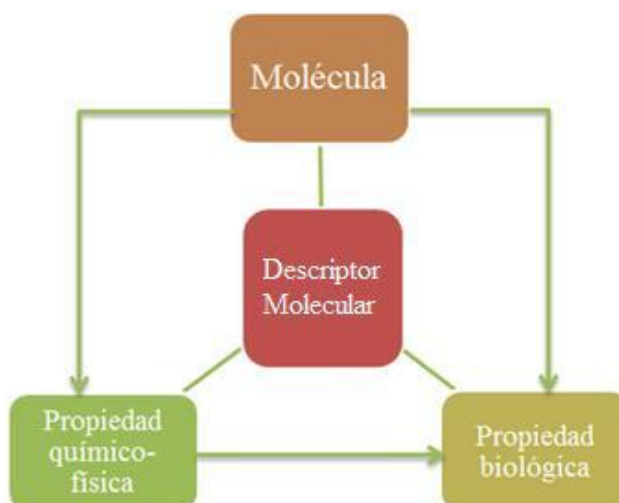 Molécula
Descriptor
Molecular
Propiedad
químico-
física
Propiedad
biológica